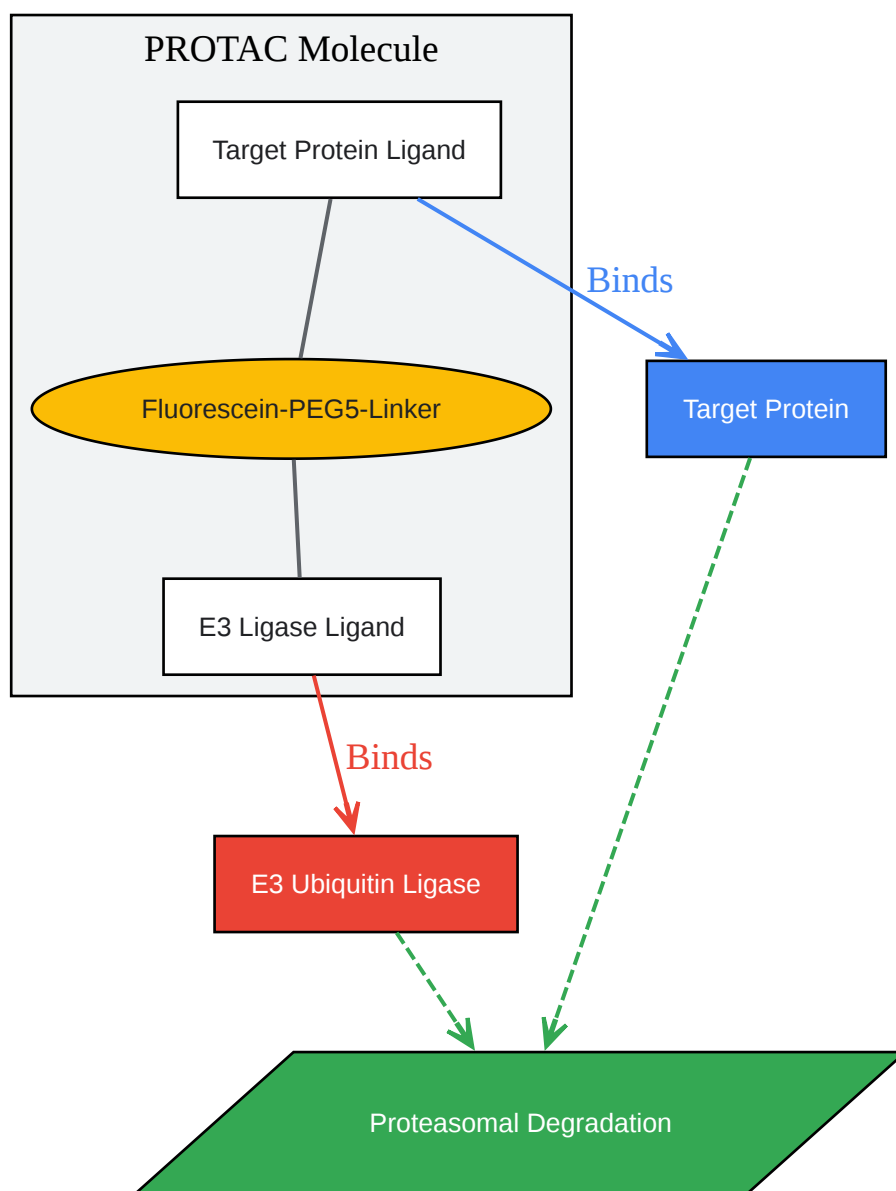 PROTAC Molecule
Target Protein Ligand
Binds
Fluorescein-PEG5-Linker
Target Protein
E3 Ligase Ligand
Binds
E3 Ubiquitin Ligase
Proteasomal Degradation